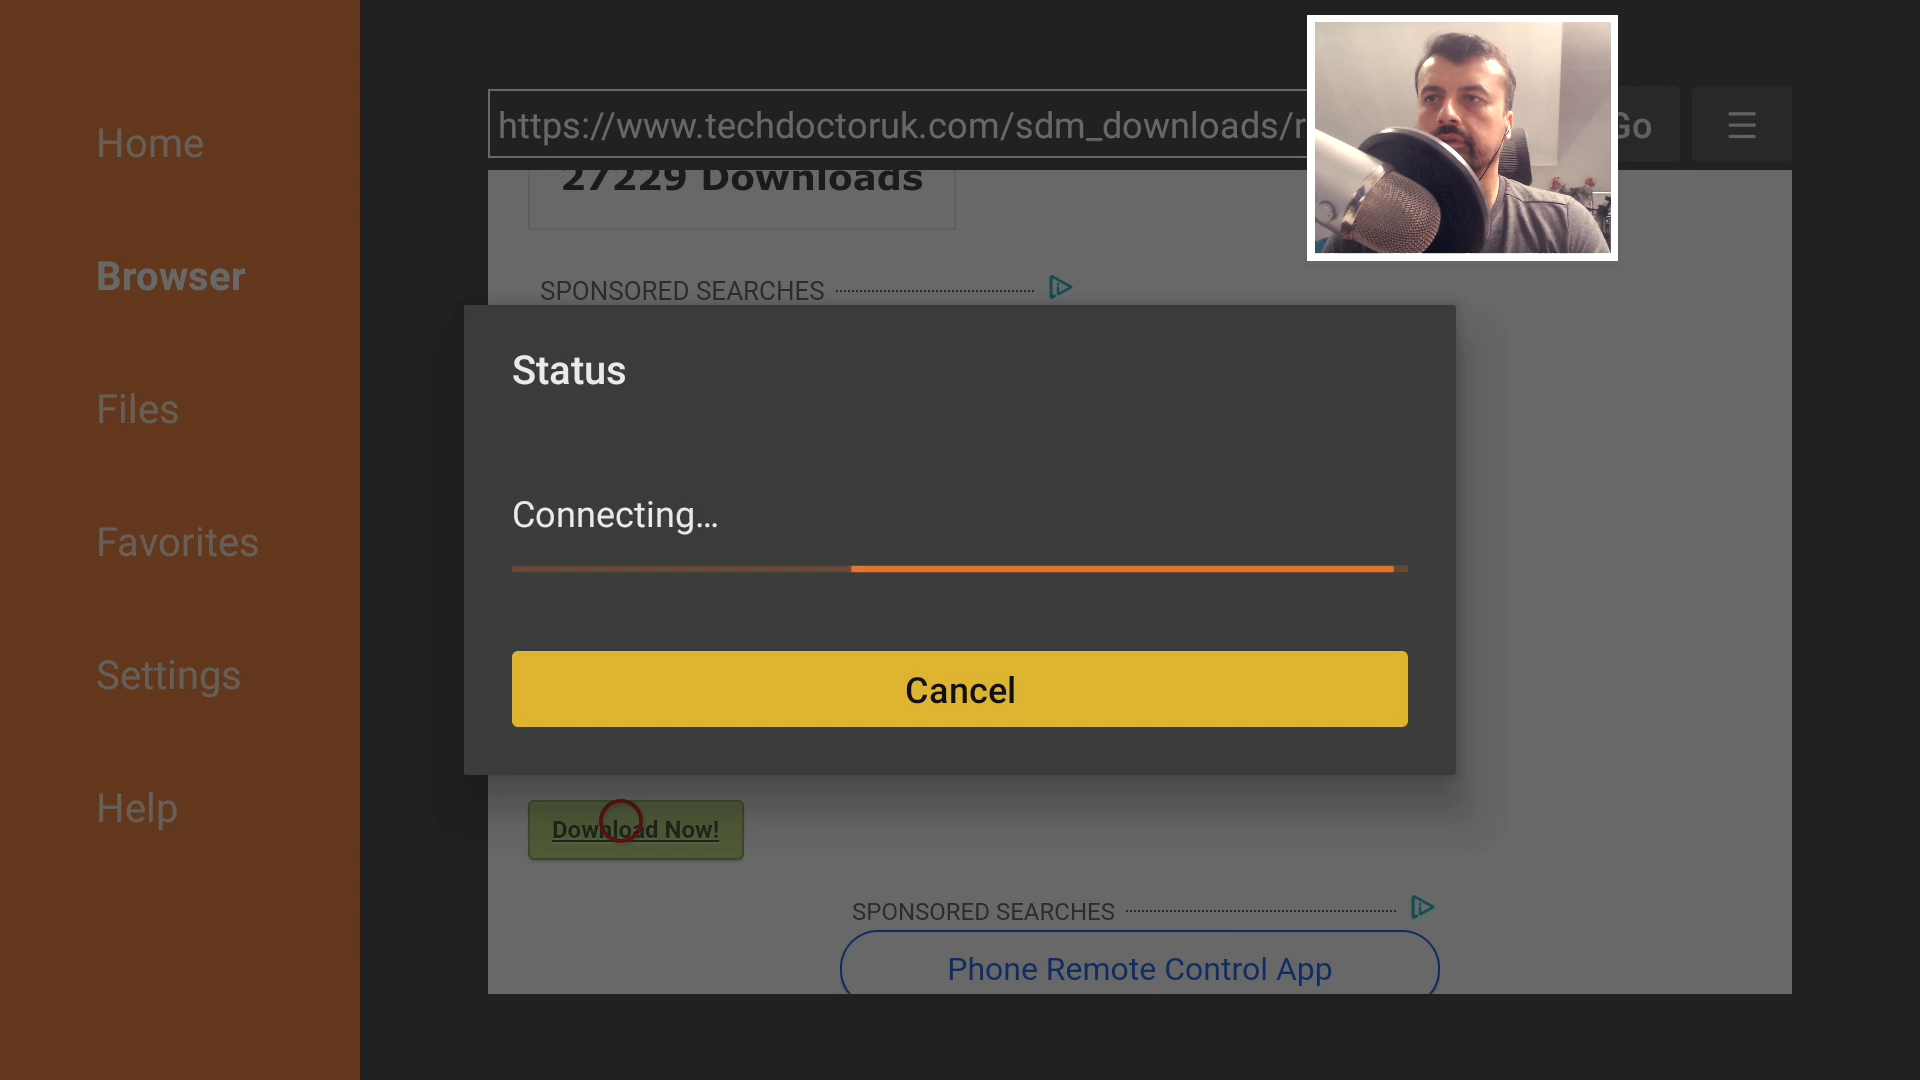 Home
Browser
Files
Favorites
Settings
Help
https://www.techdoctoruk.com/sdm_downloads/r
Go
☰
27229 Downloads
SPONSORED SEARCHES
Status
Connecting...
Cancel
Download Now!
SPONSORED SEARCHES
Phone Remote Control App